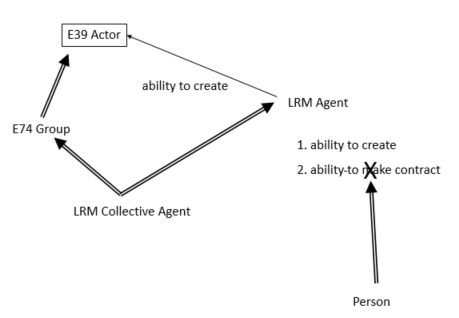 E39 Actor
ability to create
LRM Agent
E74 Group
1. ability to create
2. ability to make contract
LRM Collective Agent
Person